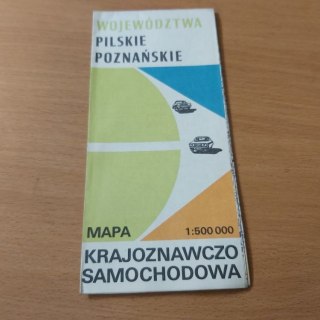 WOJEWÓDZTWA
PILSKIE
POZNAŃSKIE
MAPA 1:500 000
KRAJOZNAWCZO
SAMOCHODOWA